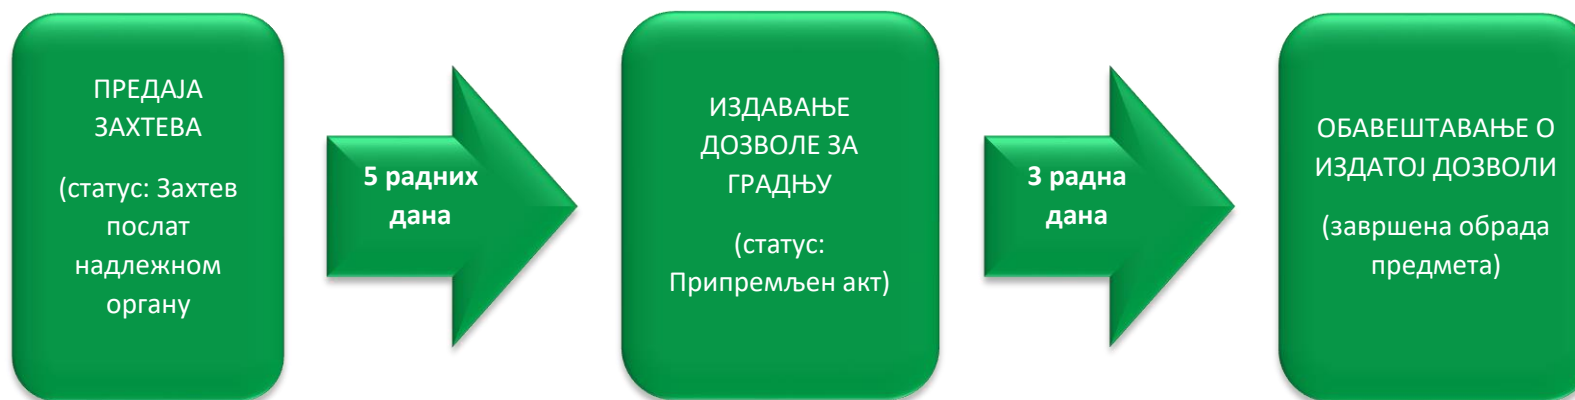 ПРЕДАЈА
ЗАХТЕВА
(статус: Захтев
послат
надлежном
органу
5 радних
дана
ИЗДАВАЊЕ
ДОЗВОЛЕ ЗА
ГРАДЊУ
(статус:
Припремљен акт)
3 радна
дана
ОБАВЕШТАВАЊЕ О
ИЗДАТОЈ ДОЗВОЛИ
(завршена обрада
предмета)